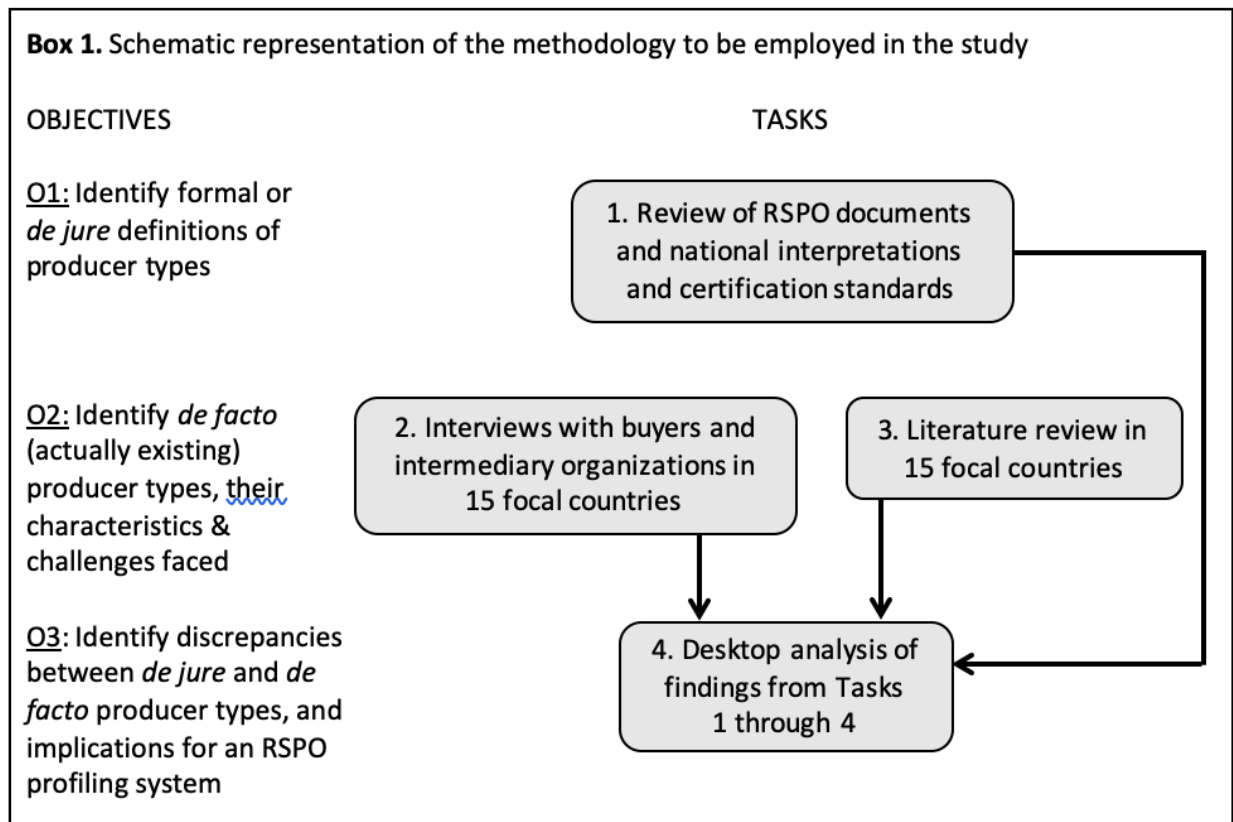 Box 1. Schematic representation of the methodology to be employed in the study
OBJECTIVES
TASKS
O1: Identify formal or
de jure definitions of
producer types
1. Review of RSPO documents
and national interpretations
and certification standards
O2: Identify de facto
(actually existing)
producer types, their
characteristics &
challenges faced
2. Interviews with buyers and
intermediary organizations in
15 focal countries
3. Literature review in
15 focal countries
O3: Identify discrepancies
between de jure and de
facto producer types, and
implications for an RSPO
profiling system
4. Desktop analysis of
findings from Tasks
1 through 4